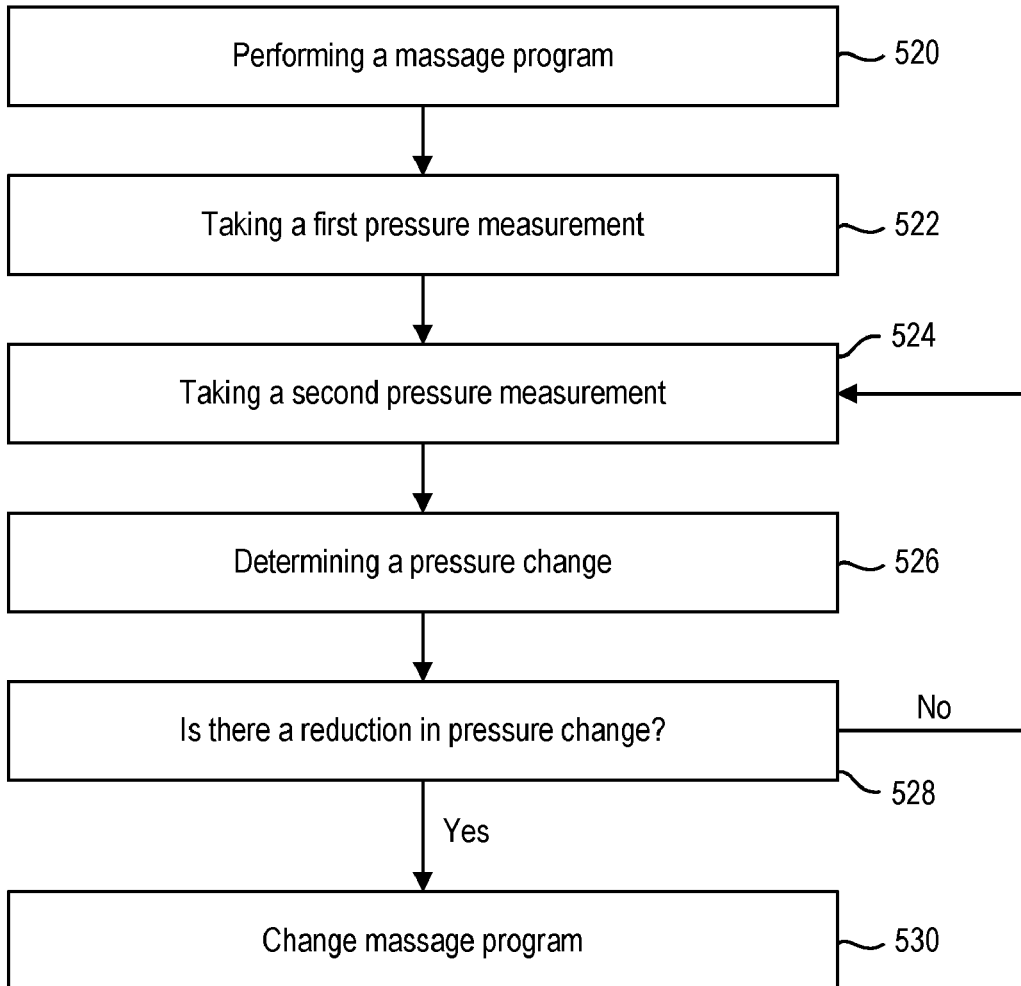 Performing a massage program
520
Taking a first pressure measurement
522
524
Taking a second pressure measurement
Determining a pressure change
526
Is there a reduction in pressure change?
No
528
Yes
Change massage program
530